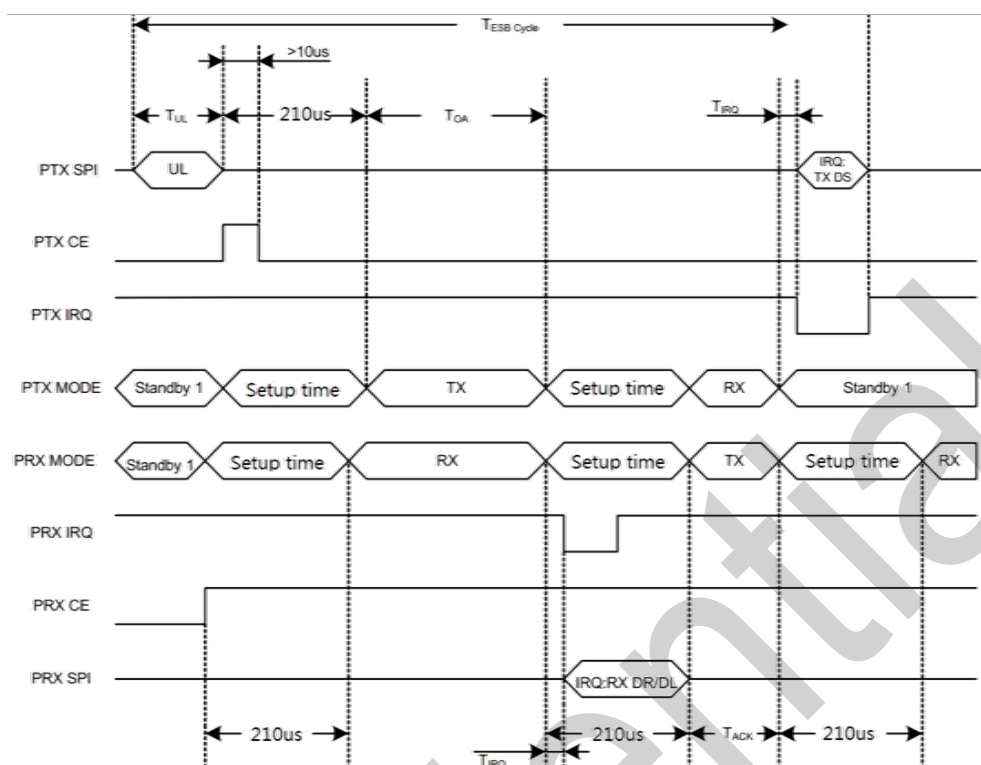 TESB Cycle
>10us
TUL
210us
TOA
TIRQ
PTX SPI
UL
IRQ:
TX DS
PTX CE
PTX IRQ
PTX MODE
Standby 1
Setup time
TX
Setup time
RX
Standby 1
PRX MODE
Standby 1
Setup time
RX
Setup time
TX
Setup time
RX
PRX IRQ
PRX CE
PRX SPI
IRQ:RX DR/DL
210us
210us
TACK
210us
TIRQ